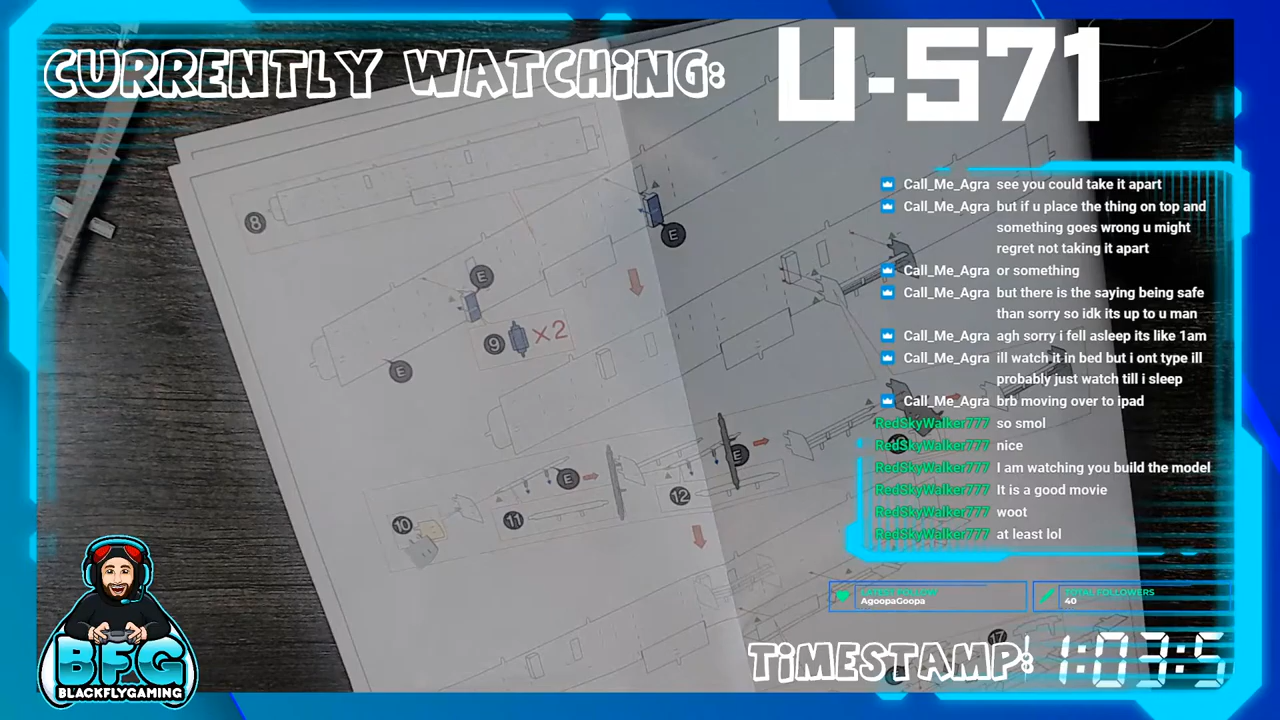 CURRENTLY WATCHING:
U-571
Call_Me_Agra see you could take it apart
Call_Me_Agra but if u place the thing on top and
something goes wrong u might
regret not taking it apart
Call_Me_Agra or something
Call_Me_Agra but there is the saying being safe
than sorry so idk its up to u man
Call_Me_Agra agh sorry i fell asleep its like 1am
Call_Me_Agra ill watch it in bed but i ont type ill
probably just watch till i sleep
Call_Me_Agra brb moving over to ipad
RedSkyWalker777 so smol
RedSkyWalker777 nice
RedSkyWalker777 I am watching you build the model
RedSkyWalker777 It is a good movie
RedSkyWalker777 woot
RedSkyWalker777 at least lol
8
E
E
9
×2
E
E
E
10
11
12
17
LATEST FOLLOW
AgoopaGoopa
TOTAL FOLLOWERS
40
TIMESTAMP: 1:03:5
BFG
BLACKFLYGAMING